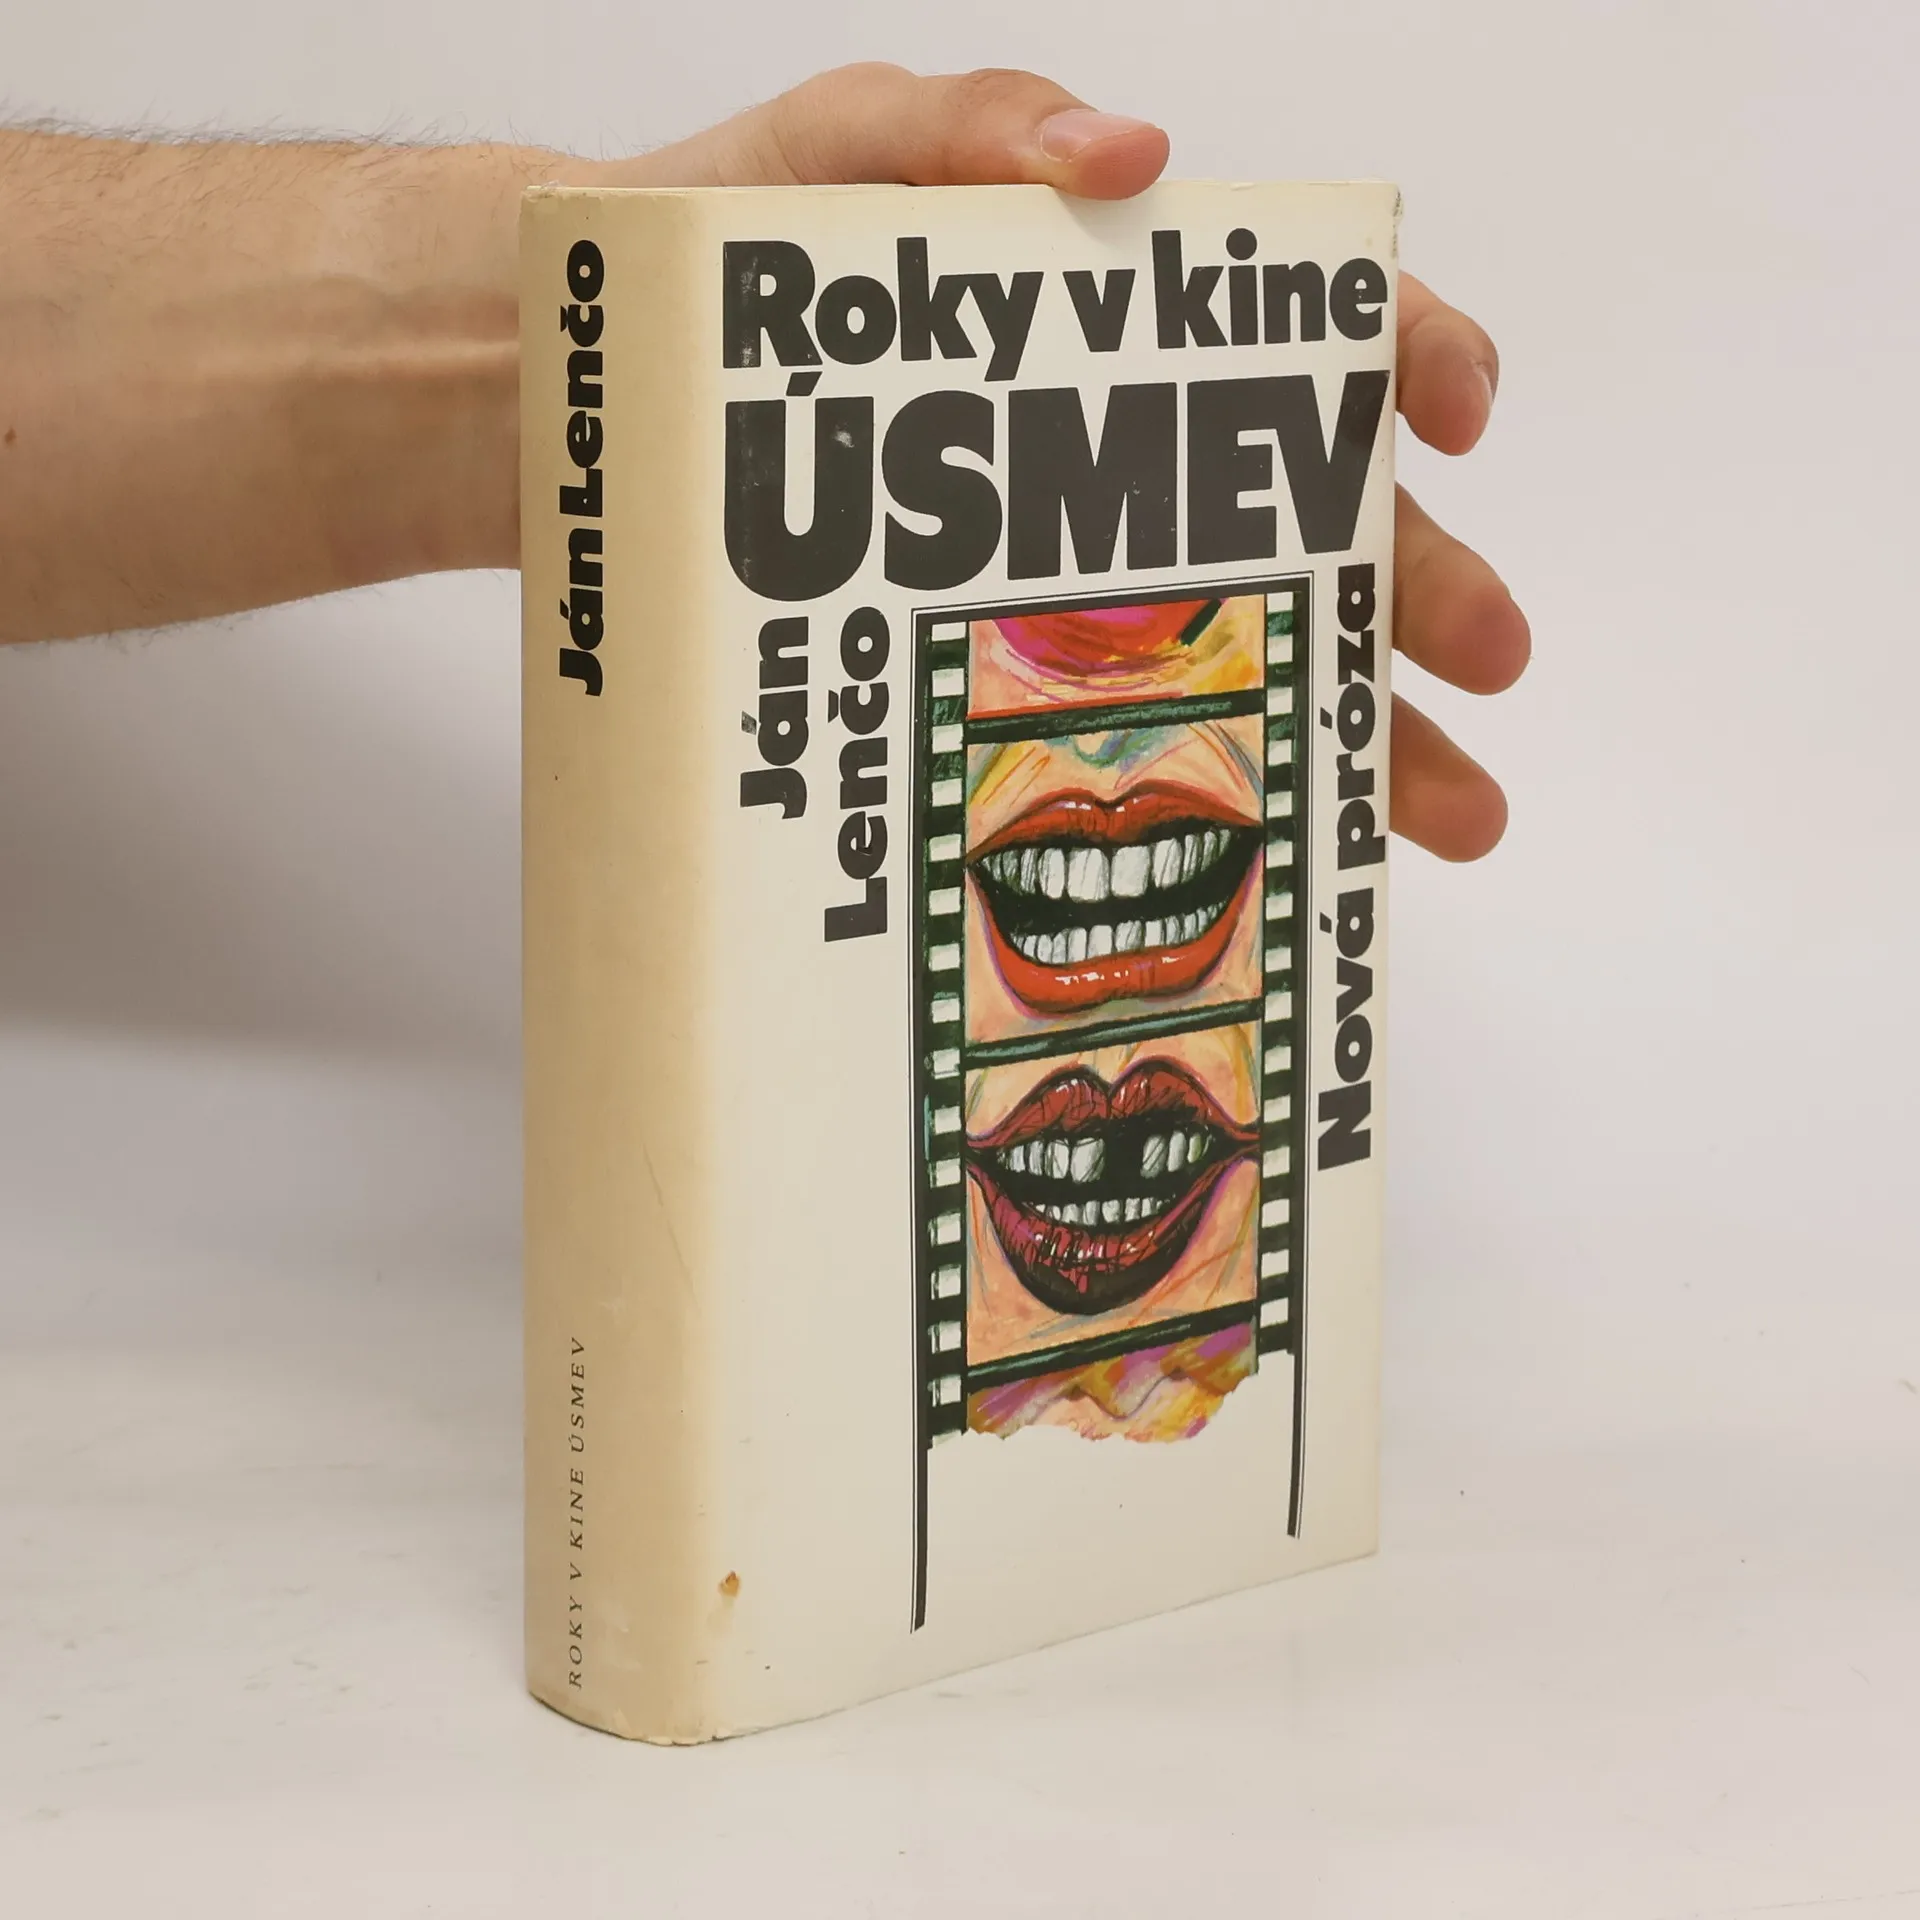 Ján Lenčo
ROKY V KINE ÚSMEV
Roky v kine
ÚSMEV
Ján
Lenčo
Nová próza